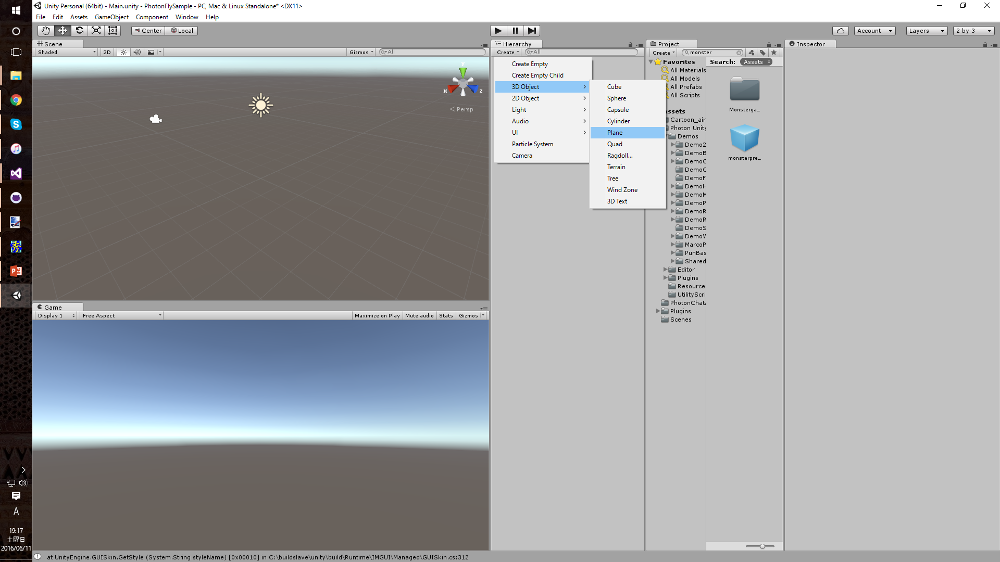 Unity Personal (64bit) - Main.unity - PhotonFlySample - PC, Mac & Linux Standalone* <DX11>
File Edit Assets GameObject Component Window Help
Center Local
Account Layers 2 by 3
Scene
Shaded 2D Gizmos All
y
x z
Persp
Game
Display 1 Free Aspect Maximize on Play Mute audio Stats Gizmos
Hierarchy
Create All
Create Empty
Create Empty Child
3D Object
2D Object
Light
Audio
UI
Particle System
Camera
Cube
Sphere
Capsule
Cylinder
Plane
Quad
Ragdoll...
Terrain
Tree
Wind Zone
3D Text
Project
Create monster
Favorites
All Materials
All Models
All Prefabs
All Scripts
Assets
Cartoon_air
Photon Unity
Demos
Demo2
DemoB
DemoC
DemoC
DemoF
DemoH
DemoM
DemoP
DemoR
DemoR
DemoS
DemoW
MarcoP
PunBas
Shared
Editor
Plugins
Resource
UtilityScri
PhotonChat
Plugins
Scenes
Search: Assets
Monsterga...
monsterpre...
Inspector
A
19:17
土曜日
2016/06/11
at UnityEngine.GUISkin.GetStyle (System.String styleName) [0x00010] in C:\buildslave\unity\build\Runtime\IMGUI\Managed\GUISkin.cs:312